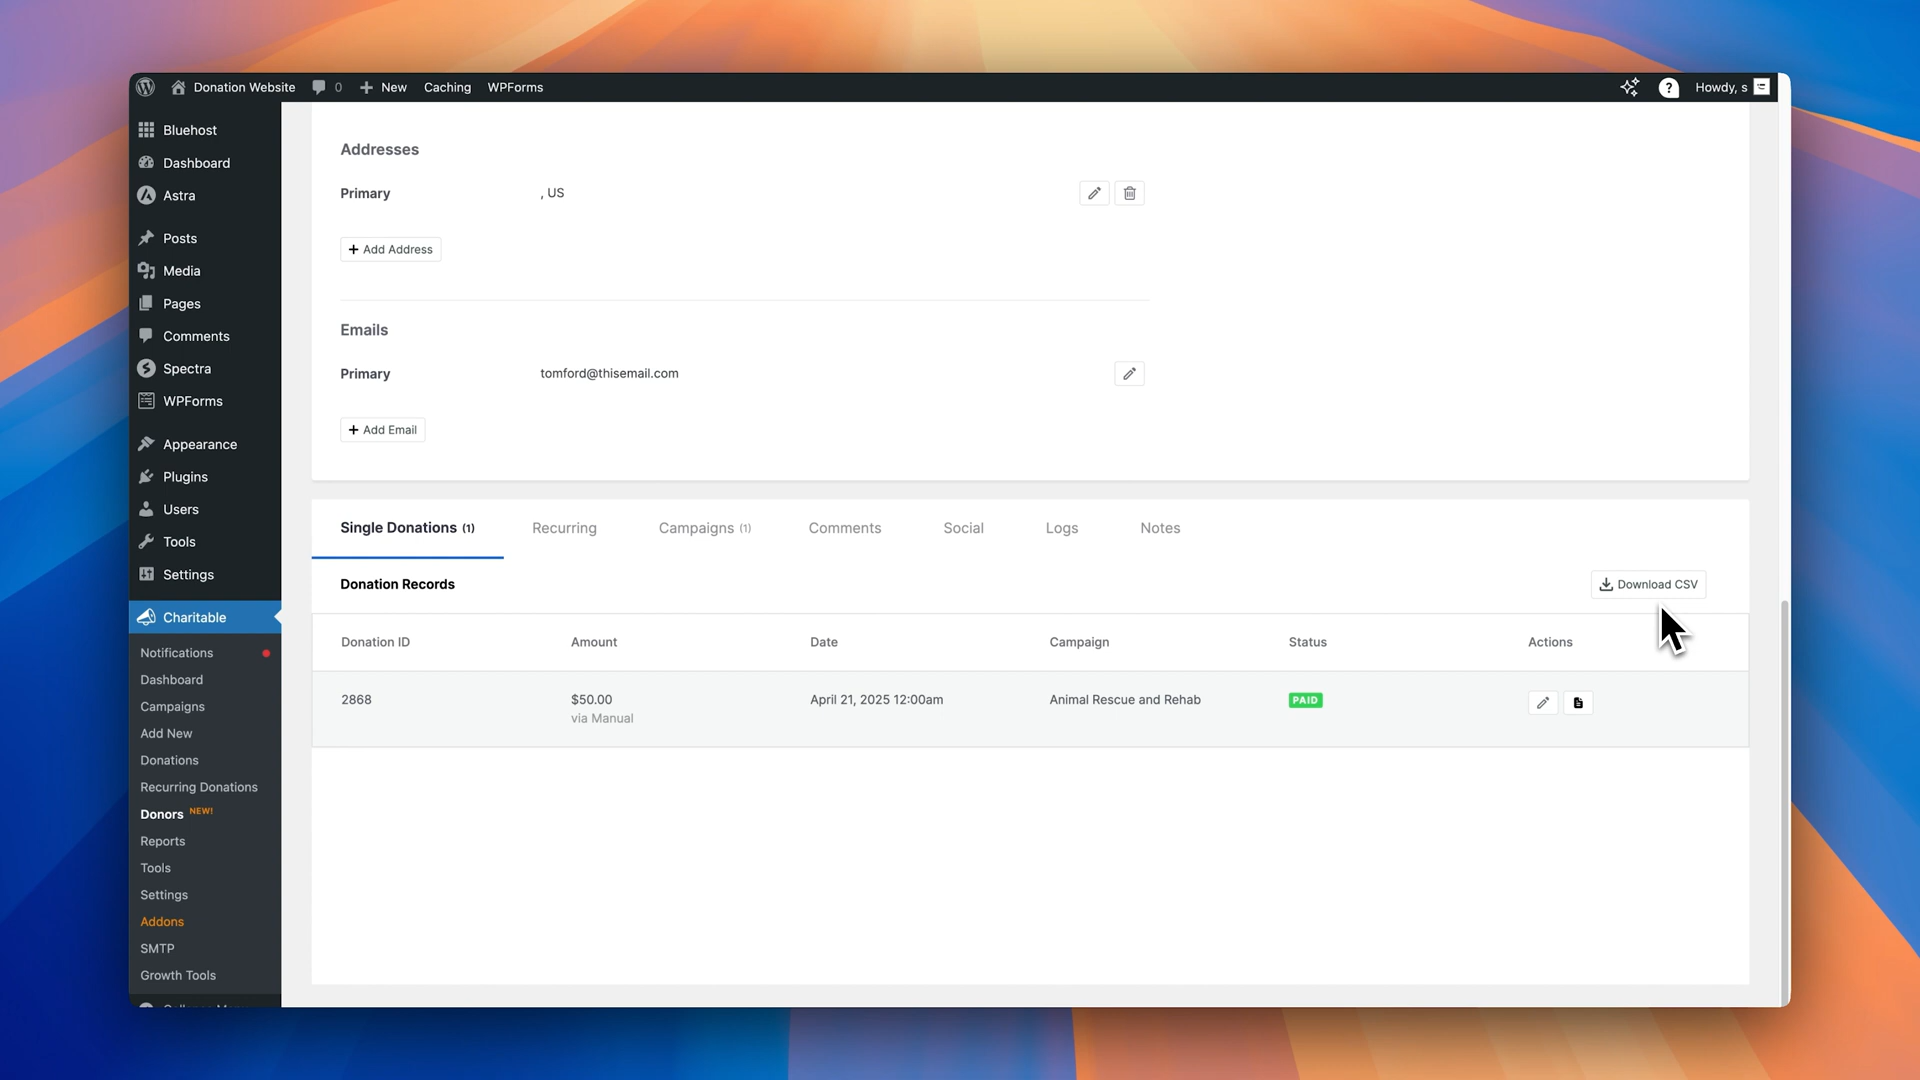 Donation Website 0 New Caching WPForms ? Howdy, s
Bluehost
Dashboard
Astra
Posts
Media
Pages
Comments
Spectra
WPForms
Appearance
Plugins
Users
Tools
Settings
Charitable
Notifications
Dashboard
Campaigns
Add New
Donations
Recurring Donations
Donors NEW!
Reports
Tools
Settings
Addons
SMTP
Growth Tools
Addresses
Primary , US
+ Add Address
Emails
Primary tomford@thisemail.com
+ Add Email
Single Donations (1) Recurring Campaigns (1) Comments Social Logs Notes
Donation Records Download CSV
Donation ID Amount Date Campaign Status Actions
2868 $50.00 April 21, 2025 12:00am Animal Rescue and Rehab PAID
via Manual